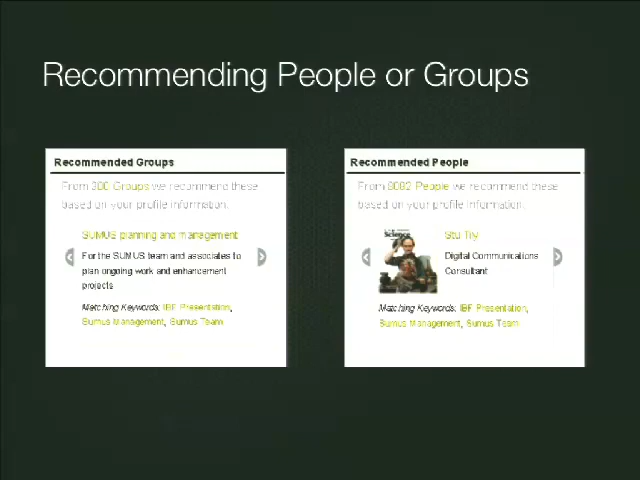 Recommending People or Groups
Recommended Groups
From 300 Groups we recommend these
based on your profile information.
SUMUS planning and management
For the SUMUS team and associates to
plan ongoing work and enhancement
projects
Matching Keywords: IBF Presentation,
Sumus Management, Sumus Team
Recommended People
From 8082 People we recommend these
based on your profile information.
Science
Digital Communications
Consultant
Matching Keywords: IBF Presentation,
Sumus Management, Sumus Team